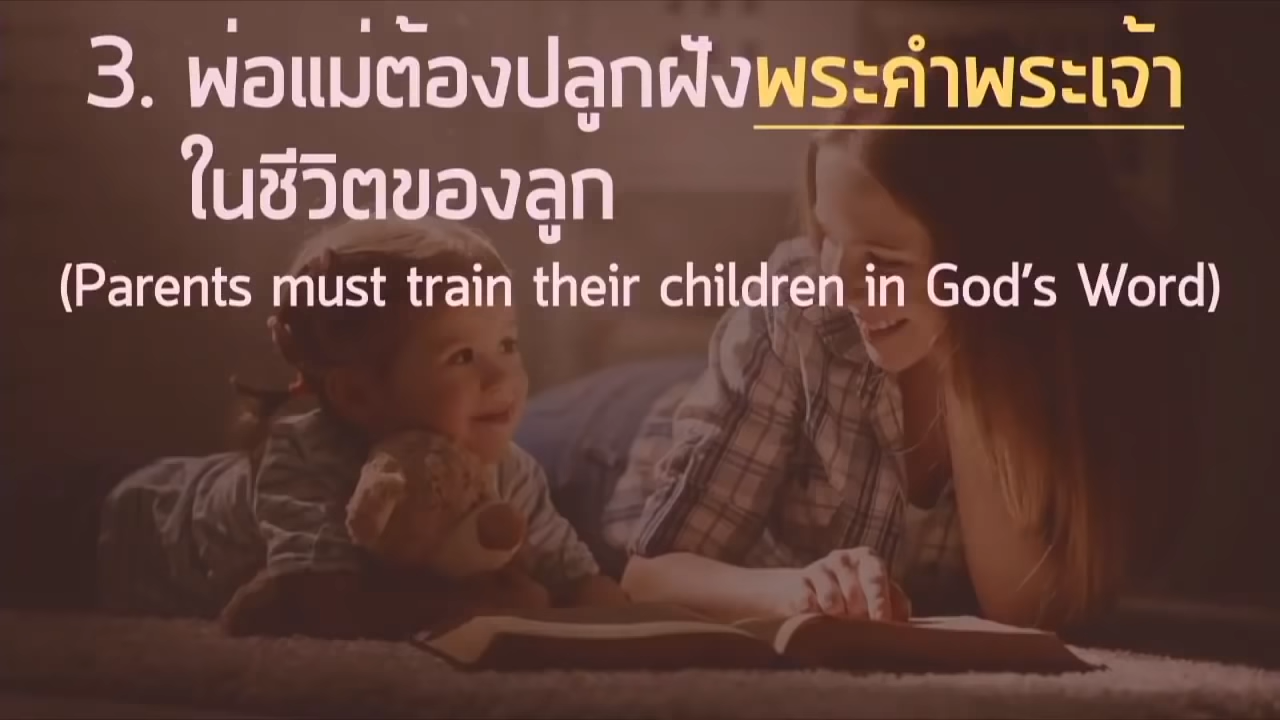 3. พ่อแม่ต้องปลูกฝังพระคำพระเจ้า
ในชีวิตของลูก
(Parents must train their children in God's Word)